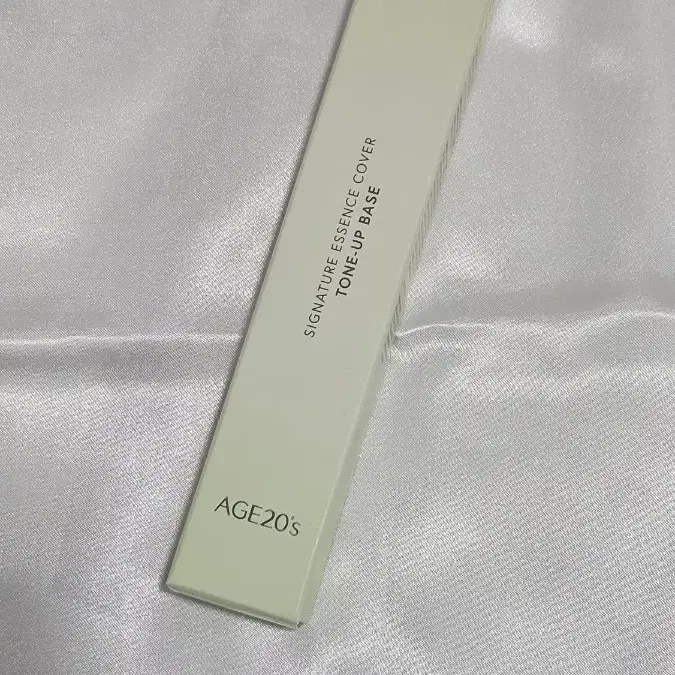 SIGNATURE ESSENCE COVER
TONE-UP BASE
AGE20's